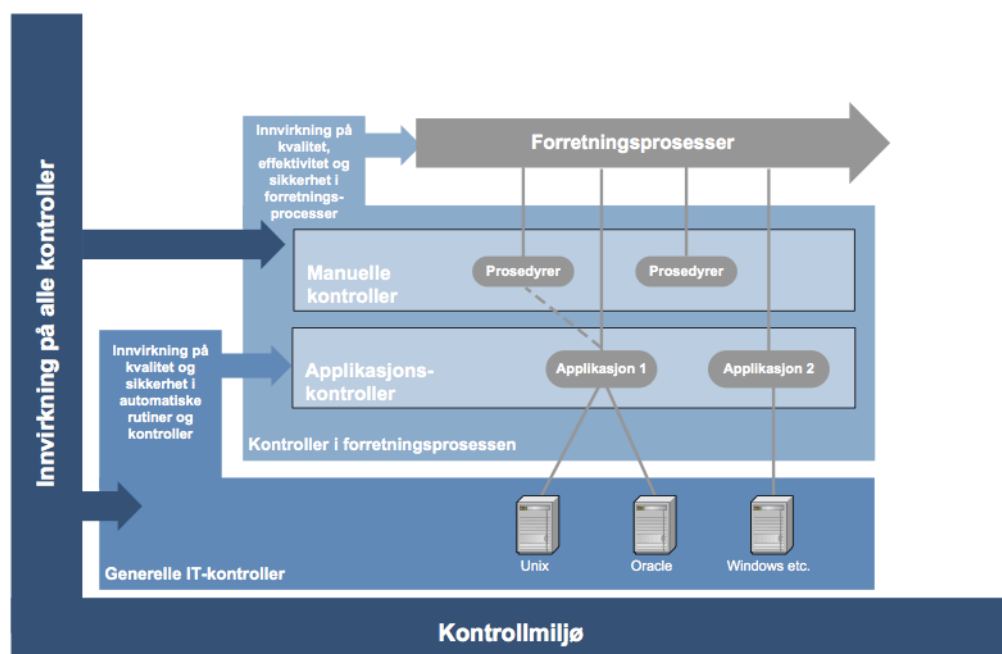 Innvirkning på alle kontroller
Innvirkning på
kvalitet,
effektivitet og
sikkerhet i
forretnings-
processer
Forretningsprosesser
Manuelle
kontroller
Prosedyrer
Prosedyrer
Innvirkning på
kvalitet og
sikkerhet i
automatiske
rutiner og
kontroller
Applikasjons-
kontroller
Applikasjon 1
Applikasjon 2
Kontroller i forretningsprosessen
Unix
Oracle
Windows etc.
Generelle IT-kontroller
Kontrollmiljø